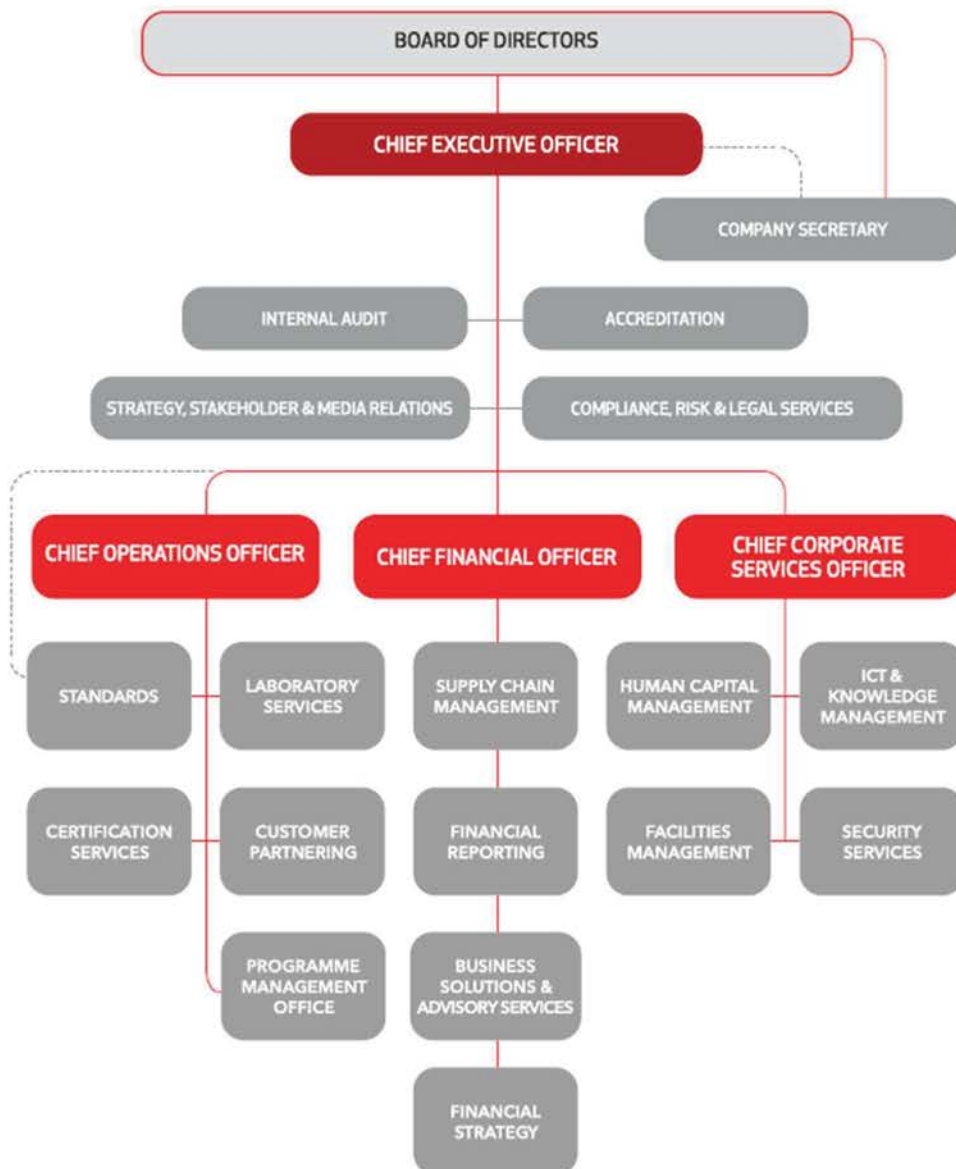 BOARD OF DIRECTORS
CHIEF EXECUTIVE OFFICER
COMPANY SECRETARY
INTERNAL AUDIT
ACCREDITATION
STRATEGY, STAKEHOLDER & MEDIA RELATIONS
COMPLIANCE, RISK & LEGAL SERVICES
CHIEF OPERATIONS OFFICER
CHIEF FINANCIAL OFFICER
CHIEF CORPORATE
SERVICES OFFICER
STANDARDS
LABORATORY
SERVICES
SUPPLY CHAIN
MANAGEMENT
HUMAN CAPITAL
MANAGEMENT
ICT &
KNOWLEDGE
MANAGEMENT
CERTIFICATION
SERVICES
CUSTOMER
PARTNERING
FINANCIAL
REPORTING
FACILITIES
MANAGEMENT
SECURITY
SERVICES
PROGRAMME
MANAGEMENT
OFFICE
BUSINESS
SOLUTIONS &
ADVISORY SERVICES
FINANCIAL
STRATEGY